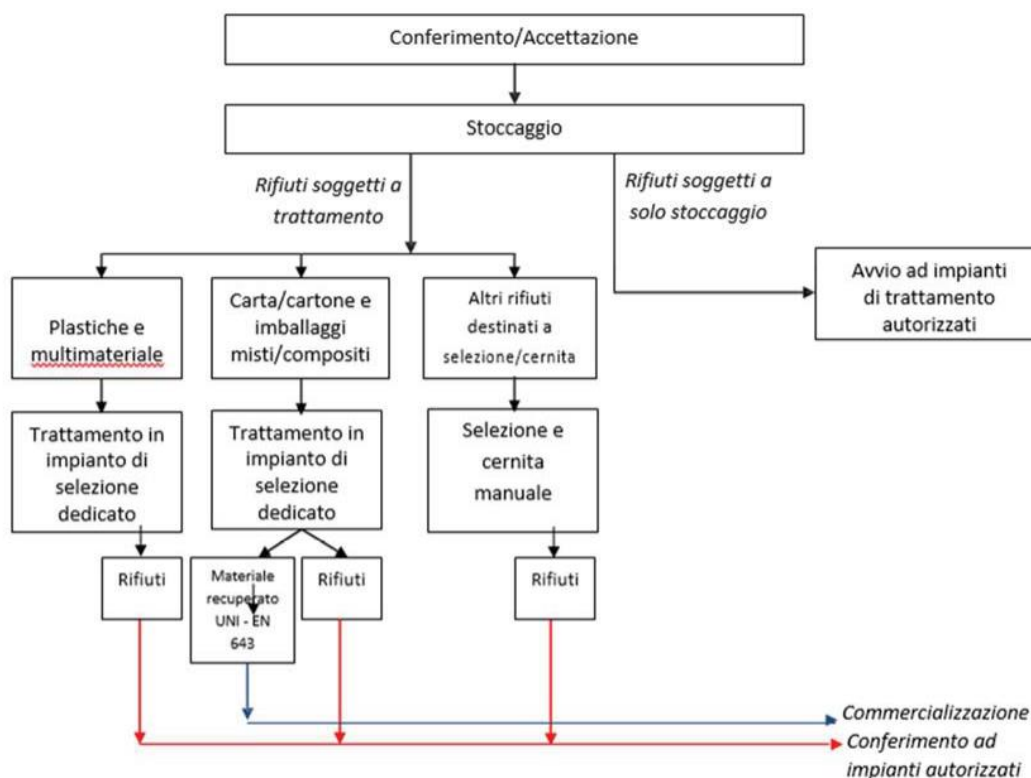 Conferimento/Accettazione
Stoccaggio
Rifiuti soggetti a
trattamento
Rifiuti soggetti a
solo stoccaggio
Avvio ad impianti
di trattamento
autorizzati
Plastiche e
multimateriale
Carta/cartone e
imballaggi
misti/compositi
Altri rifiuti
destinati a
selezione/cernita
Trattamento in
impianto di
selezione
dedicato
Trattamento in
impianto di
selezione
dedicato
Selezione e
cernita
manuale
Rifiuti
Materiale
recuperato
UNI - EN
643
Rifiuti
Rifiuti
Commercializzazione
Conferimento ad
impianti autorizzati